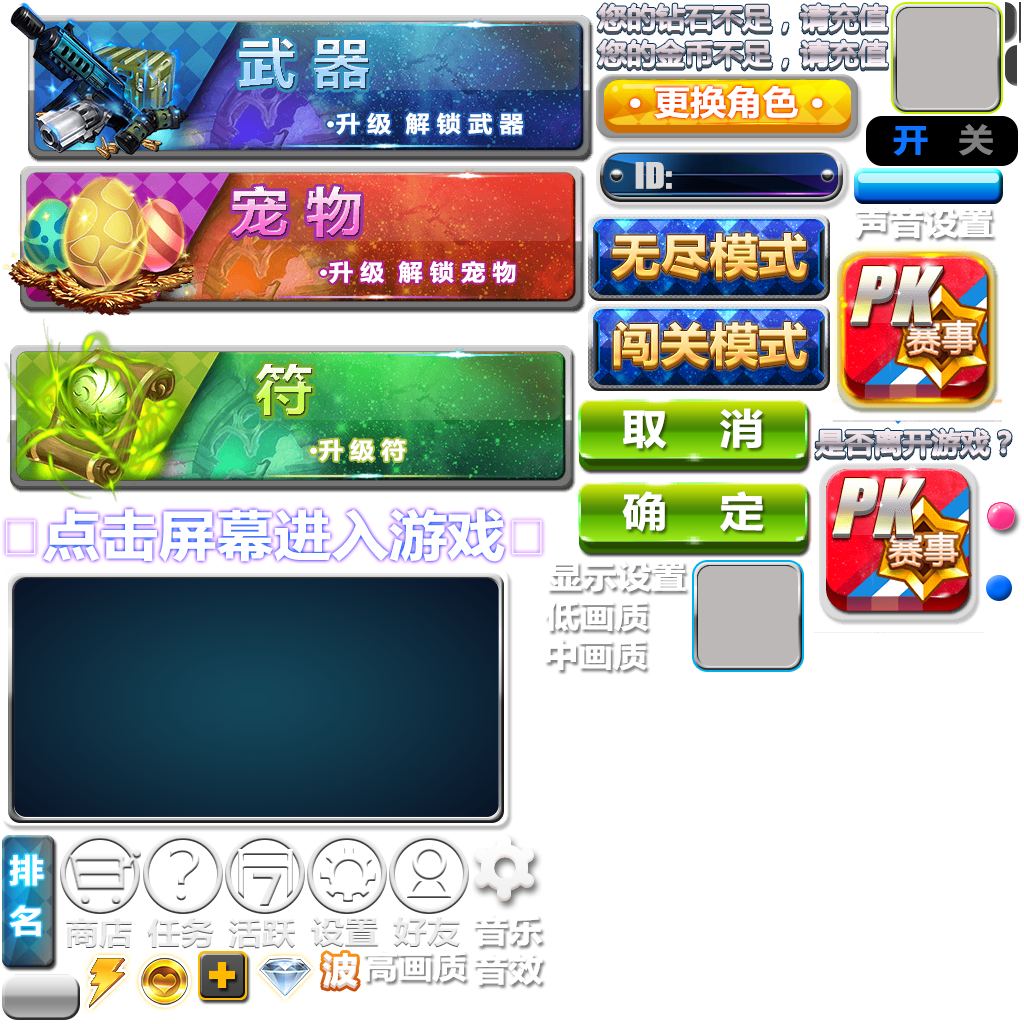 武器
·升级 解锁武器
宠物
·升级 解锁宠物
符
·升级符
点击屏幕进入游戏
您的钻石不足，请充值
您的金币不足，请充值
·更换角色·
开 关
ID:
声音设置
无尽模式
闯关模式
PK
赛事
取 消
是否离开游戏？
确 定
PK
赛事
显示设置
低画质
中画质
排名
商店 任务 活跃 设置 好友 音乐
波 高画质 音效